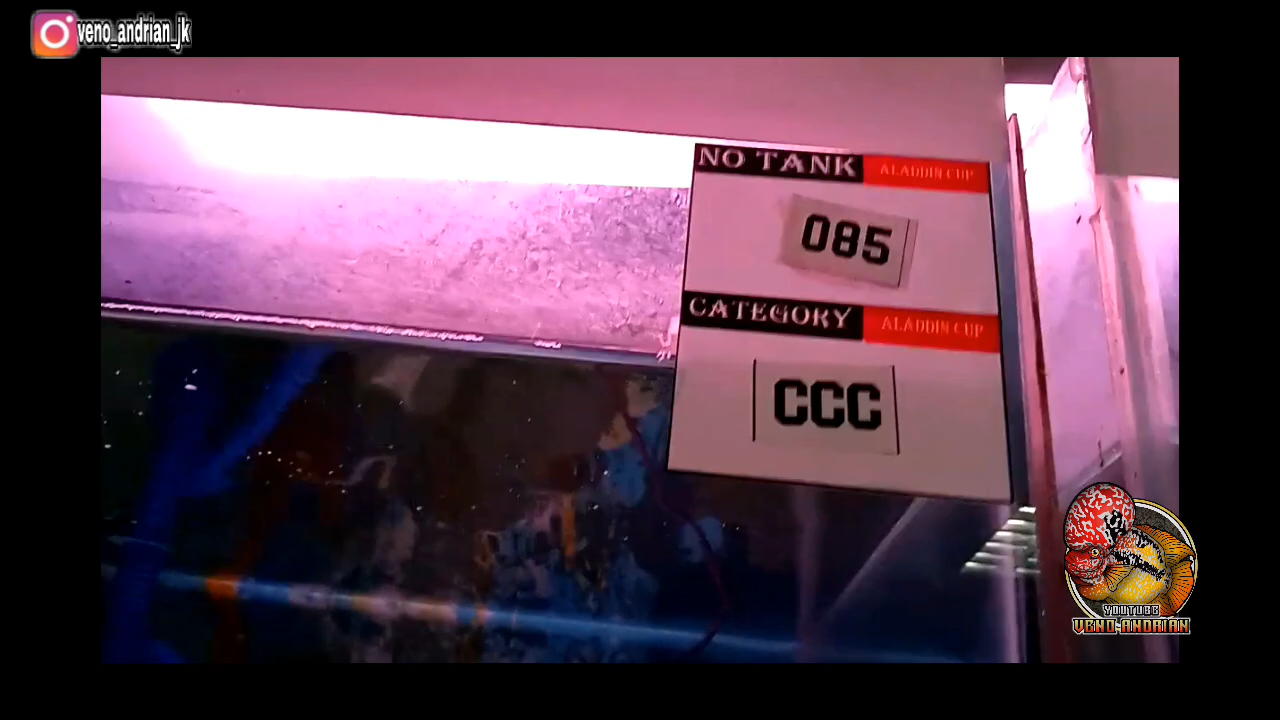 veno_andrian_jk
NO TANK
ALADDIN CUP
085
CATEGORY
ALADDIN CUP
CCC
YOUTUBE
VENO ANDRIAN